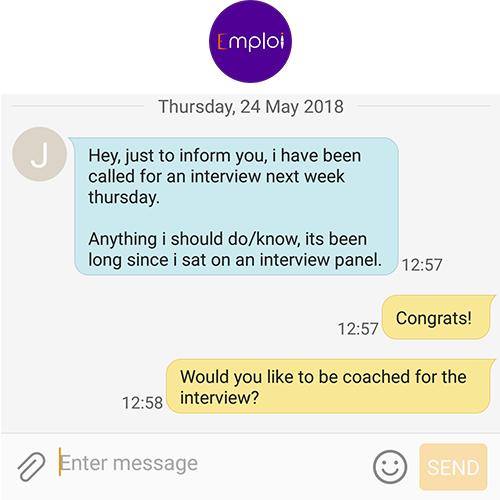 Emploi
Thursday, 24 May 2018
J
Hey, just to inform you, i have been
called for an interview next week
thursday.
Anything i should do/know, its been
long since i sat on an interview panel.
12:57
Congrats!
12:57
Would you like to be coached for the
interview?
12:58
Enter message
SEND